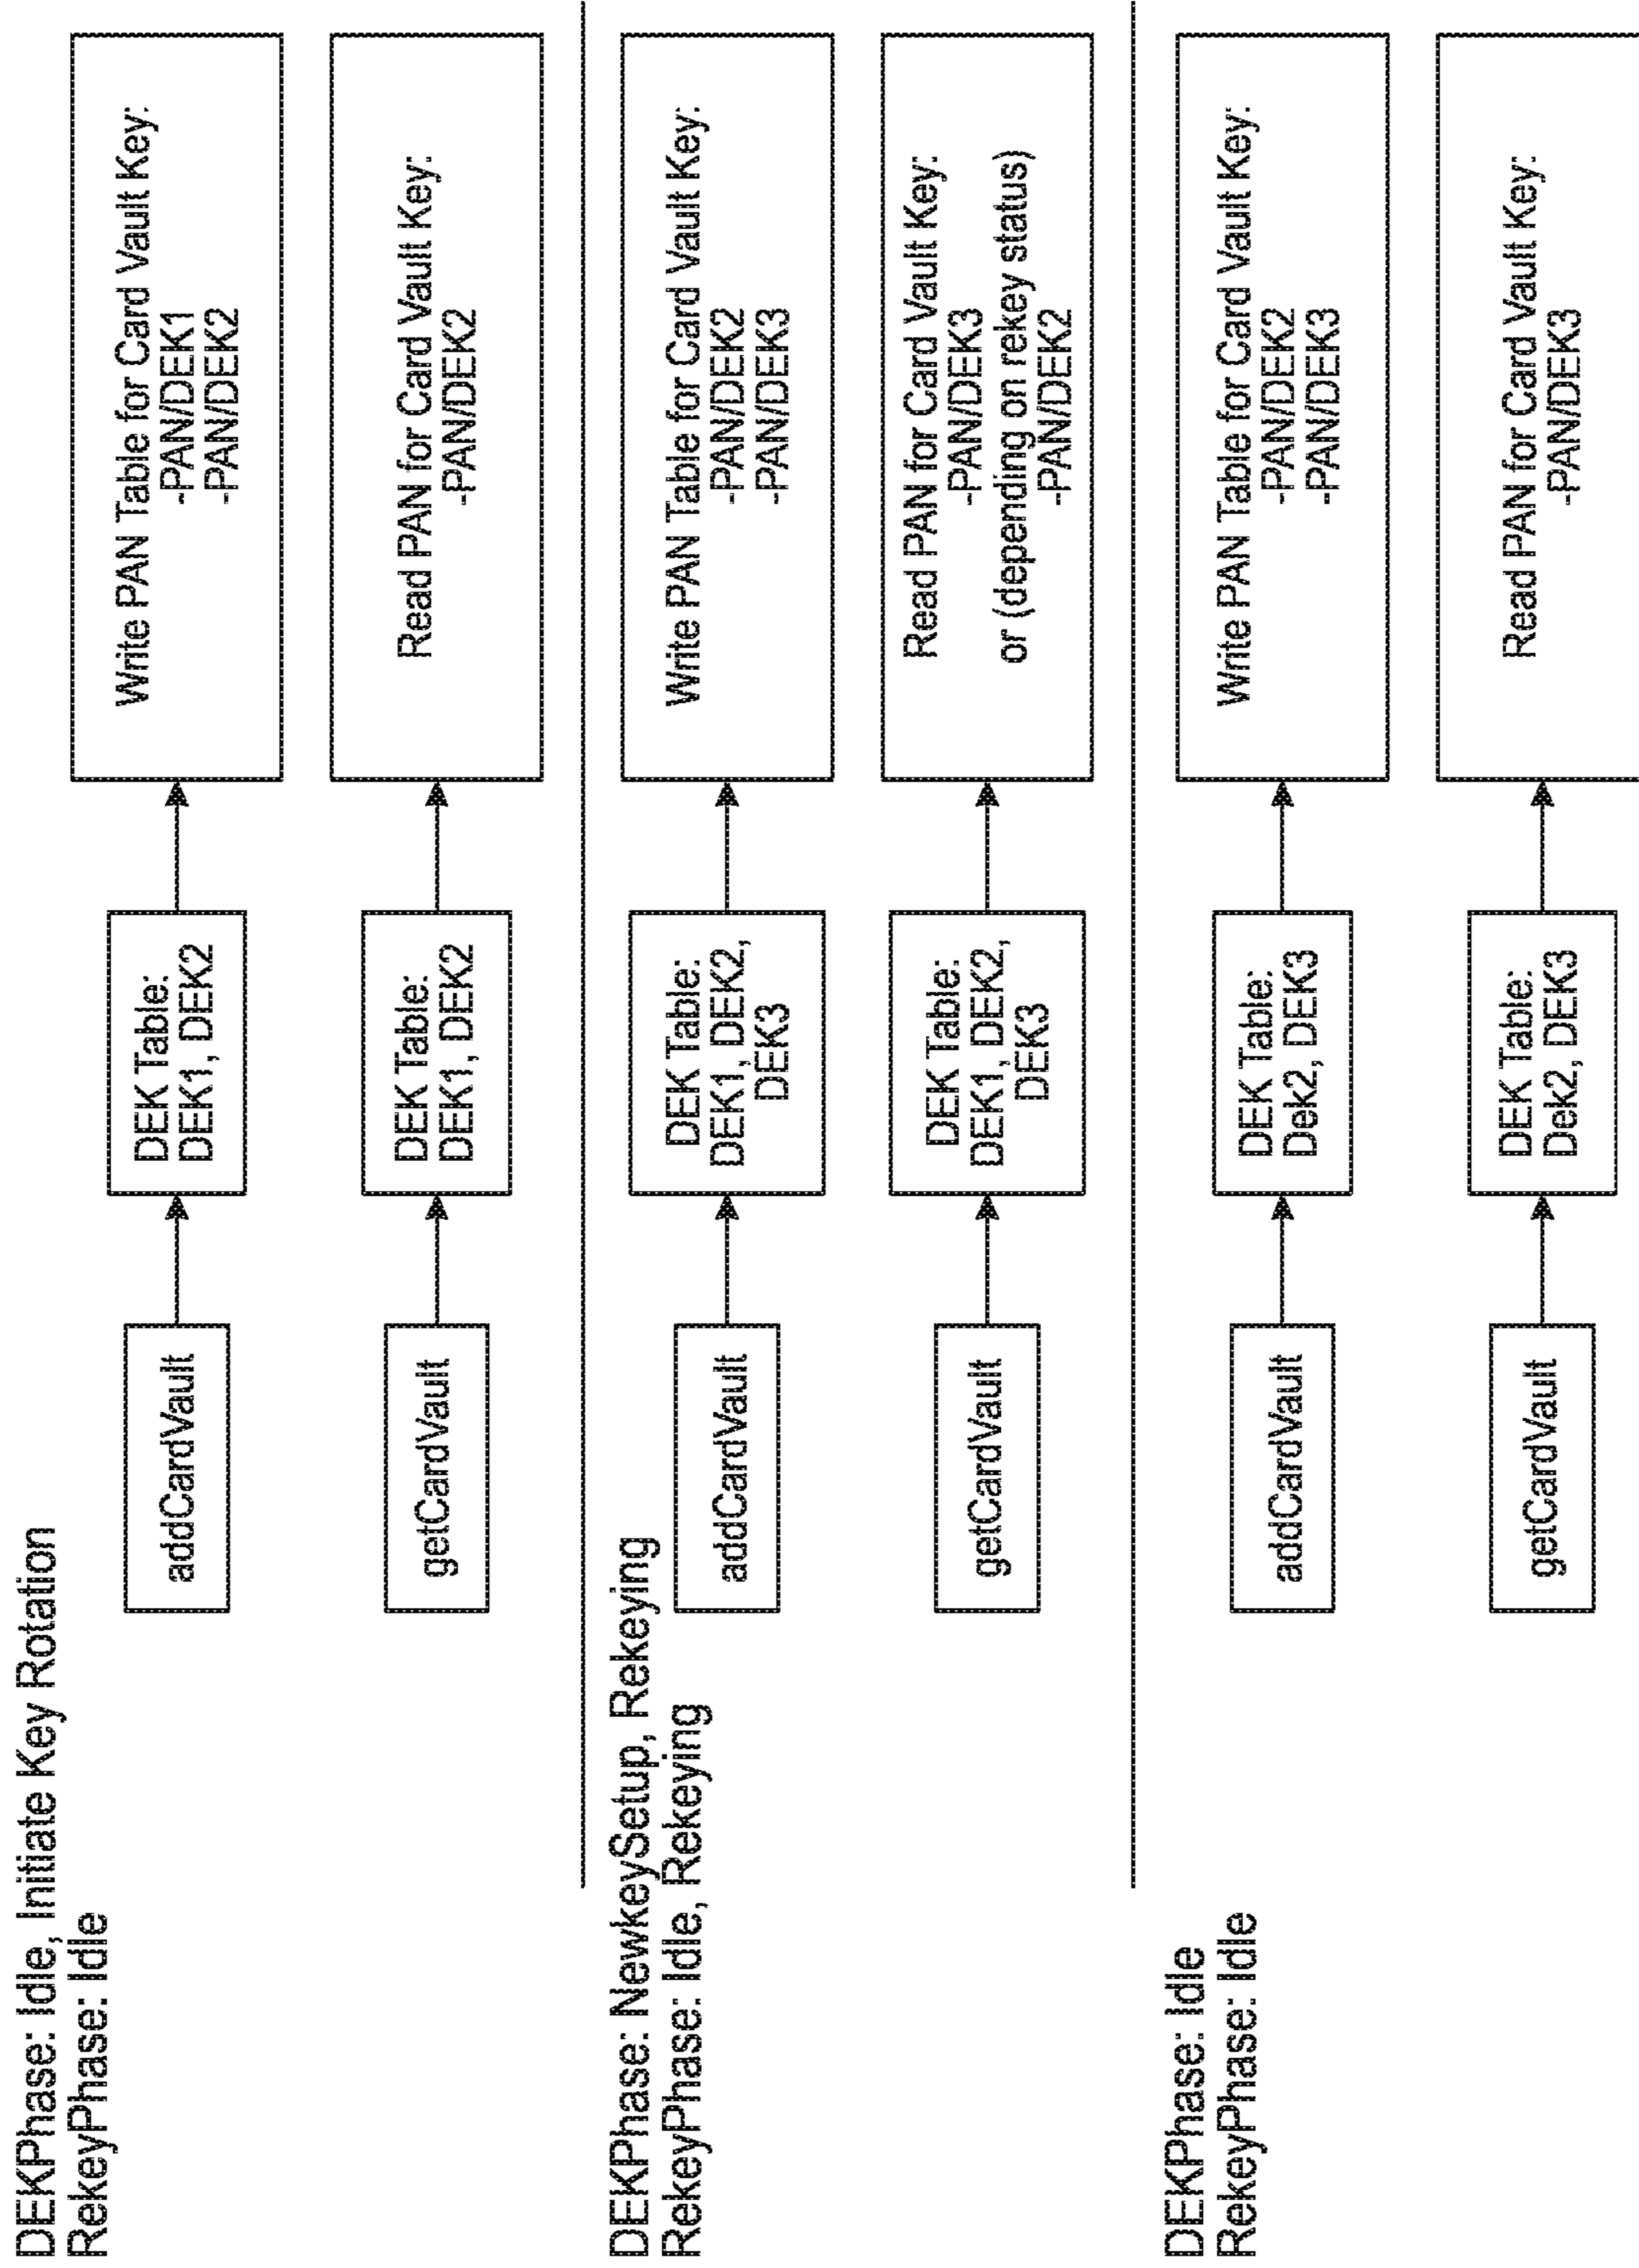 DEKPhase: Idle, Initiate Key Rotation
RekeyPhase: Idle
addCardVault
DEK Table:
DEK1, DEK2
Write PAN Table for Card Vault Key:
-PAN/DEK1
-PAN/DEK2
getCardVault
DEK Table:
DEK1, DEK2
Read PAN for Card Vault Key:
-PAN/DEK2
DEKPhase: NewkeySetup, Rekeying
RekeyPhase: Idle, Rekeying
addCardVault
DEK Table:
DEK1, DEK2,
DEK3
Write PAN Table for Card Vault Key:
-PAN/DEK2
-PAN/DEK3
getCardVault
DEK Table:
DEK1, DEK2,
DEK3
Read PAN for Card Vault Key:
-PAN/DEK3
or (depending on rekey status)
-PAN/DEK2
DEKPhase: Idle
RekeyPhase: Idle
addCardVault
DEK Table:
Dek2, DEK3
Write PAN Table for Card Vault Key:
-PAN/DEK2
-PAN/DEK3
getCardVault
DEK Table:
Dek2, DEK3
Read PAN for Card Vault Key:
-PAN/DEK3